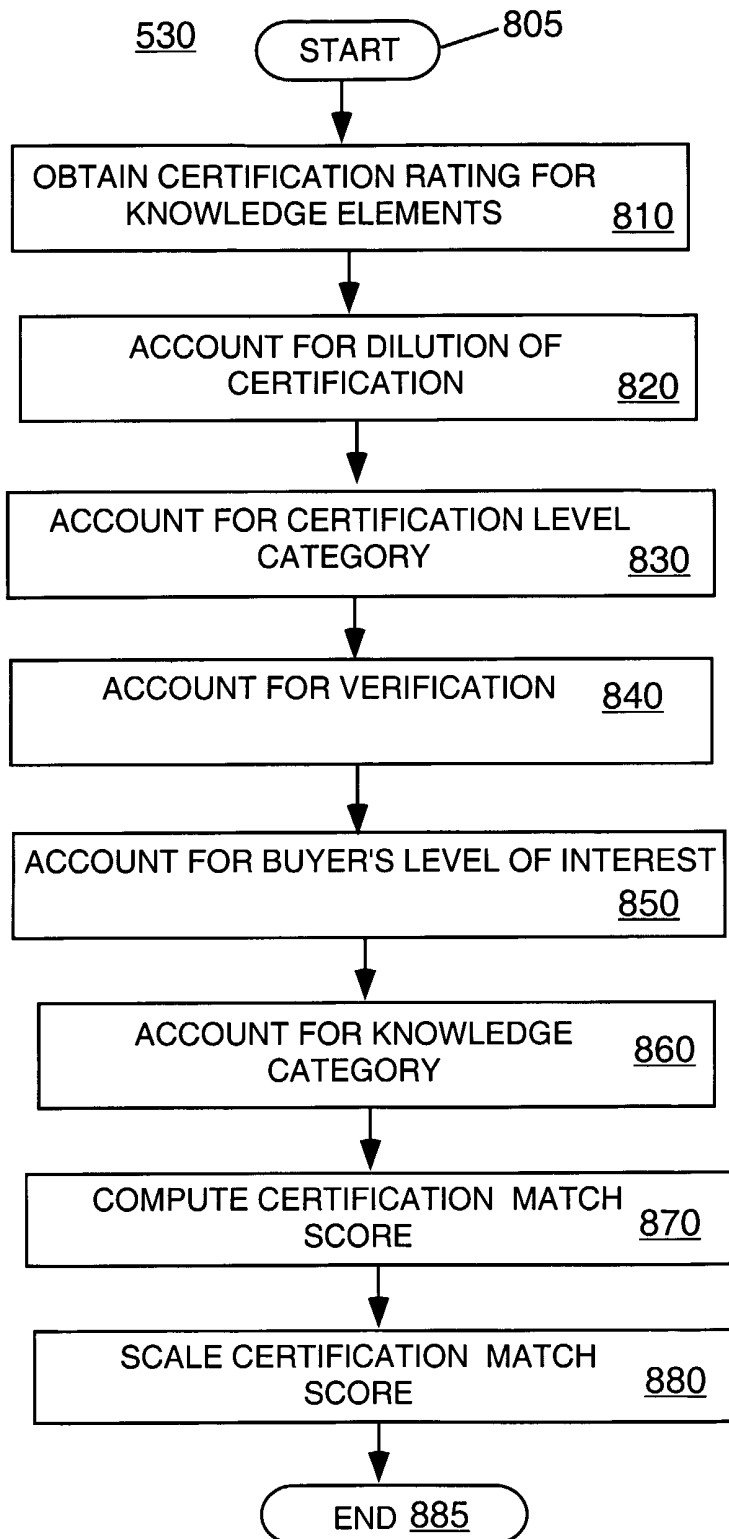 530
START
805
OBTAIN CERTIFICATION RATING FOR
KNOWLEDGE ELEMENTS
810
ACCOUNT FOR DILUTION OF
CERTIFICATION
820
ACCOUNT FOR CERTIFICATION LEVEL
CATEGORY
830
ACCOUNT FOR VERIFICATION
840
ACCOUNT FOR BUYER'S LEVEL OF INTEREST
850
ACCOUNT FOR KNOWLEDGE
CATEGORY
860
COMPUTE CERTIFICATION MATCH
SCORE
870
SCALE CERTIFICATION MATCH
SCORE
880
END 885